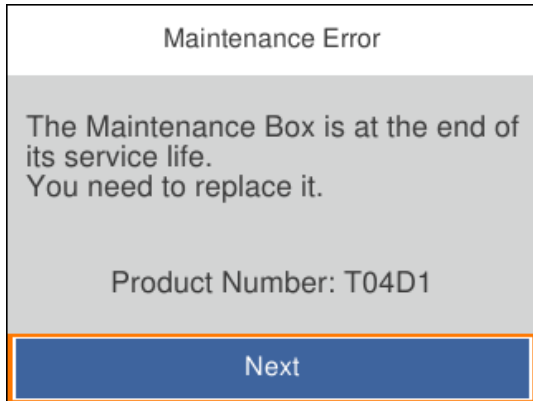 Maintenance Error
The Maintenance Box is at the end of
its service life.
You need to replace it.
Product Number: T04D1
Next